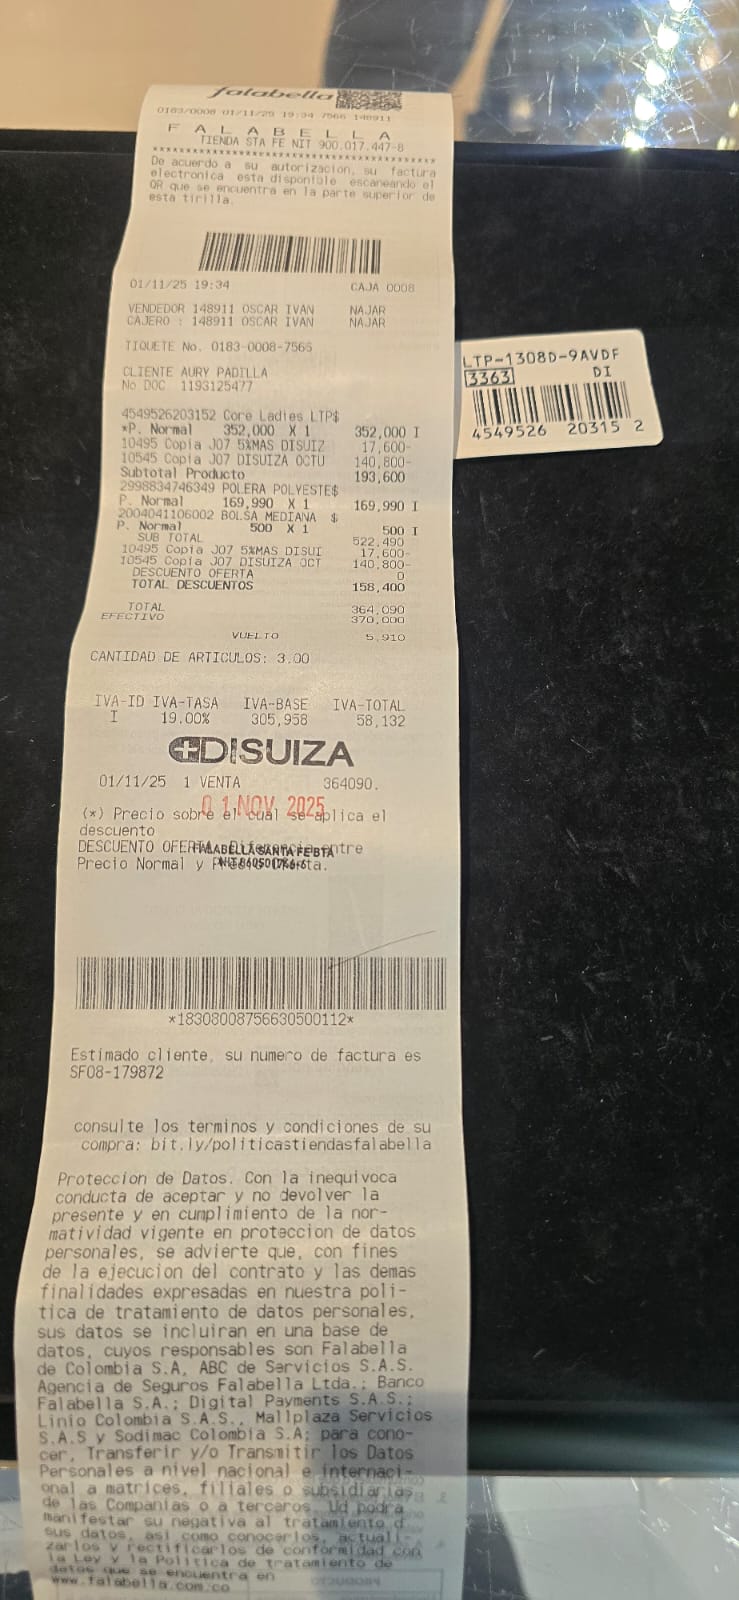 falabella
0183/0008 01/11/25 19:34 7566 148911
F A L A B E L L A
TIENDA STA FE NIT 900.017.447-8
****************************************
De acuerdo a su autorizacion, su factura
electronica esta disponible escaneando el
QR que se encuentra en la parte superior de
esta tirilla.
01/11/25 19:34 CAJA 0008
VENDEDOR 148911 OSCAR IVAN NAJAR
CAJERO : 148911 OSCAR IVAN NAJAR
TIQUETE No. 0183-0008-7566
CLIENTE AURY PADILLA
No DOC 1193125477
4549526203152 Core Ladies LTP$
*P. Normal 352,000 X 1 352,000 I
10495 Copia J07 5%MAS DISUIZ 17,600-
10545 Copia J07 DISUIZA OCTU 140,800-
Subtotal Producto 193,600
2998834746349 POLERA POLYESTE$
P. Normal 169,990 X 1 169,990 I
2004041106002 BOLSA MEDIANA $
P. Normal 500 X 1 500 I
SUB TOTAL 522,490
10495 Copia J07 5%MAS DISUI 17,600-
10545 Copia J07 DISUIZA OCT 140,800-
DESCUENTO OFERTA 0
TOTAL DESCUENTOS 158,400
TOTAL 364,090
EFECTIVO 370,000
VUELTO 5,910
CANTIDAD DE ARTICULOS: 3.00
IVA-ID IVA-TASA IVA-BASE IVA-TOTAL
I 19.00% 305,958 58,132
DISUIZA
01/11/25 1 VENTA 364090.
01 NOV 2025
(*) Precio sobre el cual se aplica el
descuento
DESCUENTO OFERTA: Diferencia entre
FALABELLA SANTA FE BTA
Precio Normal y Precio Oferta.
*18308008756630500112*
Estimado cliente, su numero de factura es
SF08-179872
consulte los terminos y condiciones de su
compra: bit.ly/politicastiendasfalabella
Proteccion de Datos. Con la inequivoca
conducta de aceptar y no devolver la
presente y en cumplimiento de la nor-
matividad vigente en proteccion de datos
personales, se advierte que, con fines
de la ejecucion del contrato y las demas
finalidades expresadas en nuestra poli-
tica de tratamiento de datos personales,
sus datos se incluiran en una base de
datos, cuyos responsables son Falabella
de Colombia S.A, ABC de Servicios S.A.S.
Agencia de Seguros Falabella Ltda.; Banco
Falabella S.A.; Digital Payments S.A.S.;
Linio Colombia S.A.S., Mallplaza Servicios
S.A.S y Sodimac Colombia S.A; para cono-
cer, Transferir y/o Transmitir los Datos
Personales a nivel nacional e internaci-
onal a matrices, filiales o subsidiarias
de las Companias o a terceros. Ud podra
manifestar su negativa al tratamiento d
sus datos, asi como conocerlos, actuali-
zarlos y rectificarlos de conformidad con
la Ley y la Politica de tratamiento de
datos que se encuentra en
www.falabella.com.co
LTP-1308D-9AVDF
3363 DI
4549526 20315 2